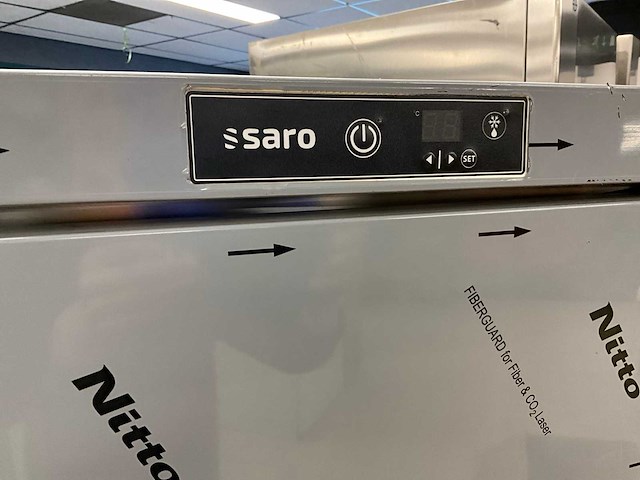 saro
SET
FIBERGUARD for Fiber & CO₂ Laser
Nitto
Nitto